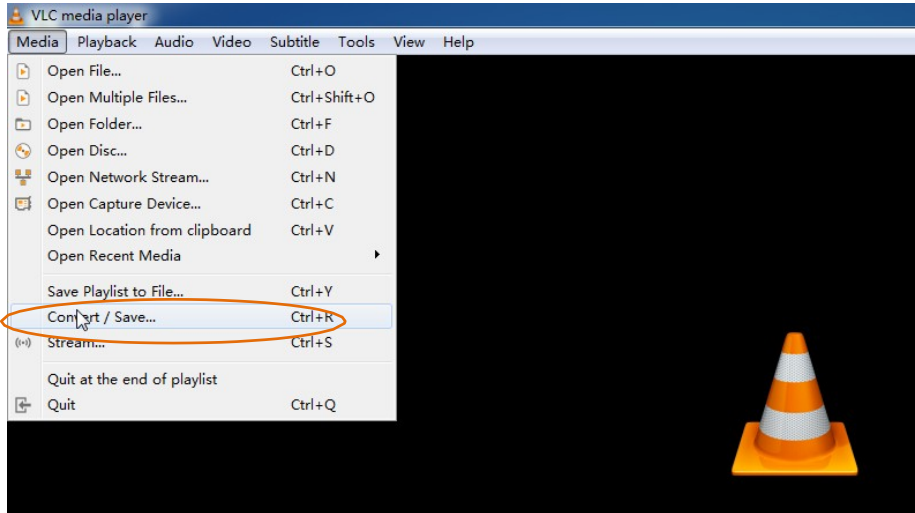 VLC media player
Media Playback Audio Video Subtitle Tools View Help
Open File... Ctrl+O
Open Multiple Files... Ctrl+Shift+O
Open Folder... Ctrl+F
Open Disc... Ctrl+D
Open Network Stream... Ctrl+N
Open Capture Device... Ctrl+C
Open Location from clipboard Ctrl+V
Open Recent Media
Save Playlist to File... Ctrl+Y
Convert / Save... Ctrl+R
Stream... Ctrl+S
Quit at the end of playlist
Quit Ctrl+Q